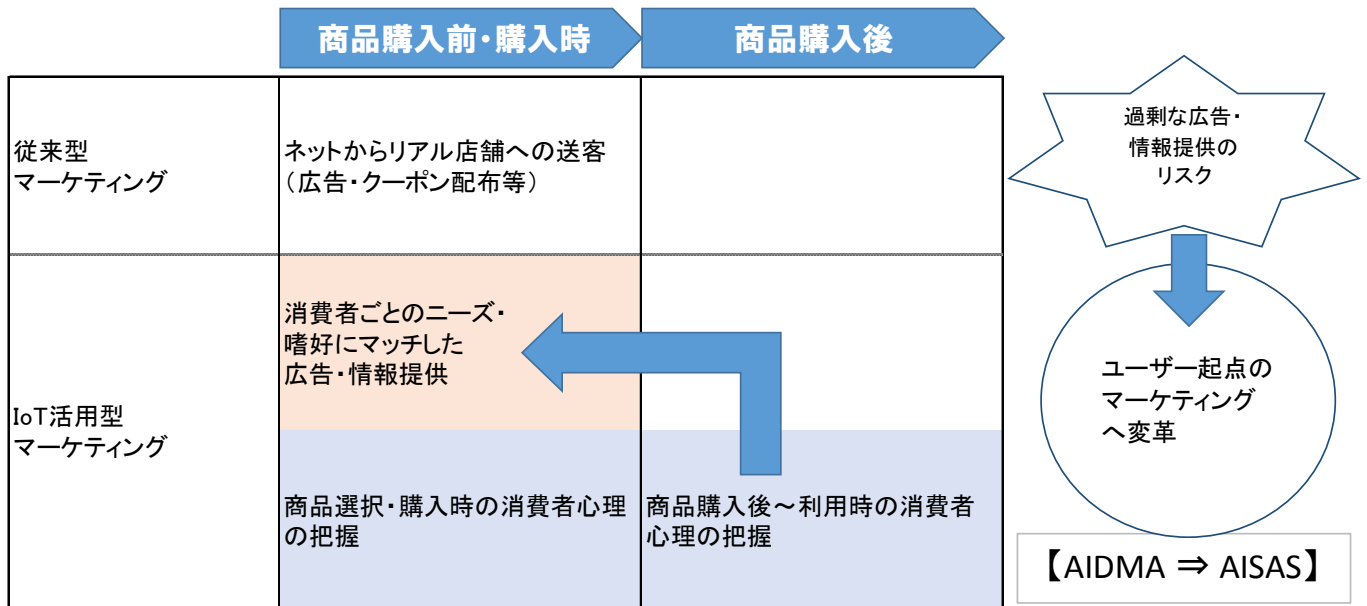 商品購入前・購入時
商品購入後
従来型
マーケティング
ネットからリアル店舗への送客
（広告・クーポン配布等）
過剰な広告・
情報提供の
リスク
IoT活用型
マーケティング
消費者ごとのニーズ・
嗜好にマッチした
広告・情報提供
商品選択・購入時の消費者心理
の把握
商品購入後～利用時の消費者
心理の把握
ユーザー起点の
マーケティング
へ変革
【AIDMA ⇒ AISAS】